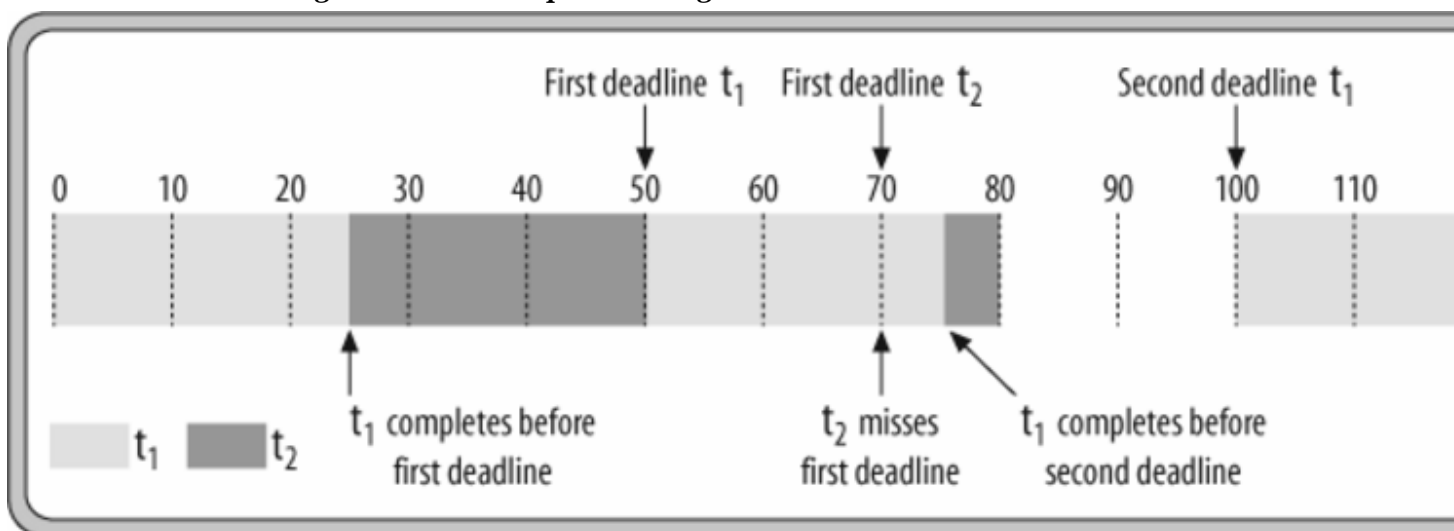 First deadline t₁ First deadline t₂ Second deadline t₁
0 10 20 30 40 50 60 70 80 90 100 110
t₁ completes before
first deadline
t₂ misses
first deadline
t₁ completes before
second deadline
t₁ t₂